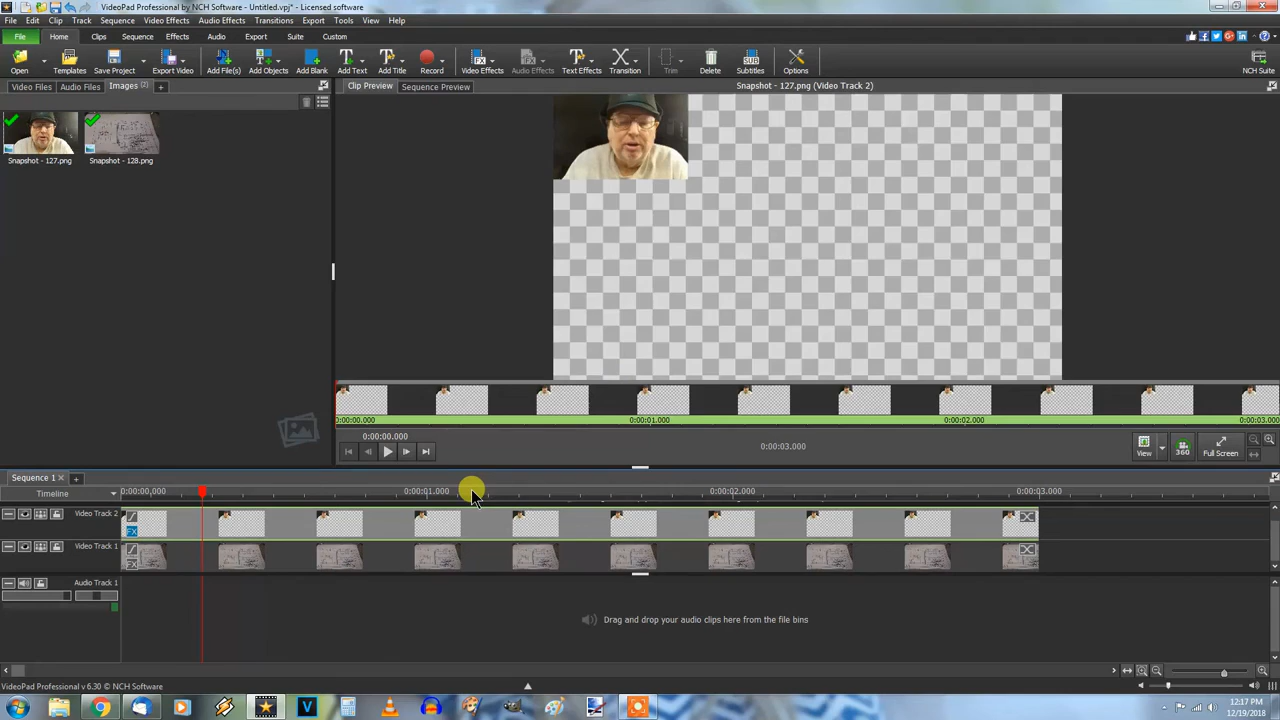 VideoPad Professional by NCH Software - Untitled.vpj* - Licensed software
File Edit Clip Track Sequence Video Effects Audio Effects Transitions Export Tools View Help
File Home Clips Sequence Effects Audio Export Suite Custom
Open Templates Save Project Export Video Add File(s) Add Objects Add Blank Add Text Add Title Record Video Effects Audio Effects Text Effects Transition Trim Delete Subtitles Options NCH Suite
Video Files Audio Files Images (2) +
Clip Preview Sequence Preview Snapshot - 127.png (Video Track 2)
Snapshot - 127.png Snapshot - 128.png
0:00:00.000 0:00:01.000 0:00:02.000 0:00:03.000
0:00:00.000
0:00:03.000
View 360 Full Screen
Sequence 1 × +
Timeline 0:00:00,000 0:00:01.000 0:00:02.000 0:00:03.000
Video Track 2
FX
Video Track 1
FX
Audio Track 1
Drag and drop your audio clips here from the file bins
VideoPad v 6.30 © NCH Software
12:17 PM
12/19/2018